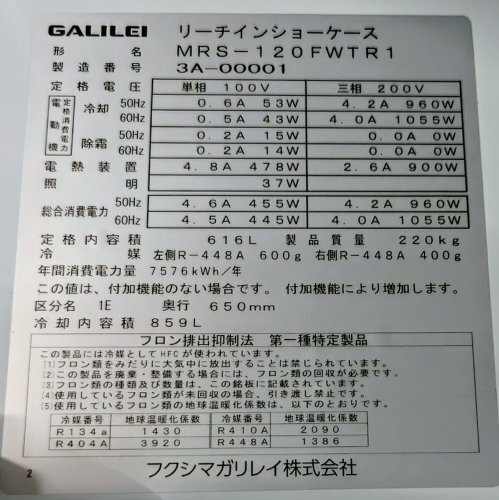 GALILEI リーチインショーケース
形名 MRS-120FWTR1
製造番号 3A-00001
定格電圧 単相 100V 三相 200V
電動機 定格消費電力 冷却 50Hz 0.6A 53W 4.2A 960W
60Hz 0.5A 43W 4.0A 1055W
除霜 50Hz 0.2A 15W 0.0A 0W
60Hz 0.2A 14W 0.0A 0W
電熱装置 4.8A 478W 2.6A 900W
照明 37W
総合消費電力 50Hz 4.6A 455W 4.2A 960W
60Hz 4.5A 445W 4.0A 1055W
定格内容積 616L 製品質量 220kg
冷媒 左側R-448A 600g 右側R-448A 400g
年間消費電力量 7576kWh/年
この値は、付加機能のない場合です。付加機能により増加します。
区分名 1E 奥行 650mm
冷却内容積 859L
フロン排出抑制法 第一種特定製品
この製品には冷媒としてHFCが使われています。
(1)フロン類をみだりに大気中に放出することは禁じられています。
(2)この製品を廃棄・整備する場合には、フロン類の回収が必要です。
(3)フロン類の種類及び数量は、この銘板に記載されています。
(4)使用しているフロン類が未回収の場合、引き渡し禁止です。
(5)使用しているフロン類の地球温暖化係数は、以下のとおりです。
冷媒番号 地球温暖化係数 冷媒番号 地球温暖化係数
R134a 1430 R410A 2090
R404A 3920 R448A 1386
2 フクシマガリレイ株式会社